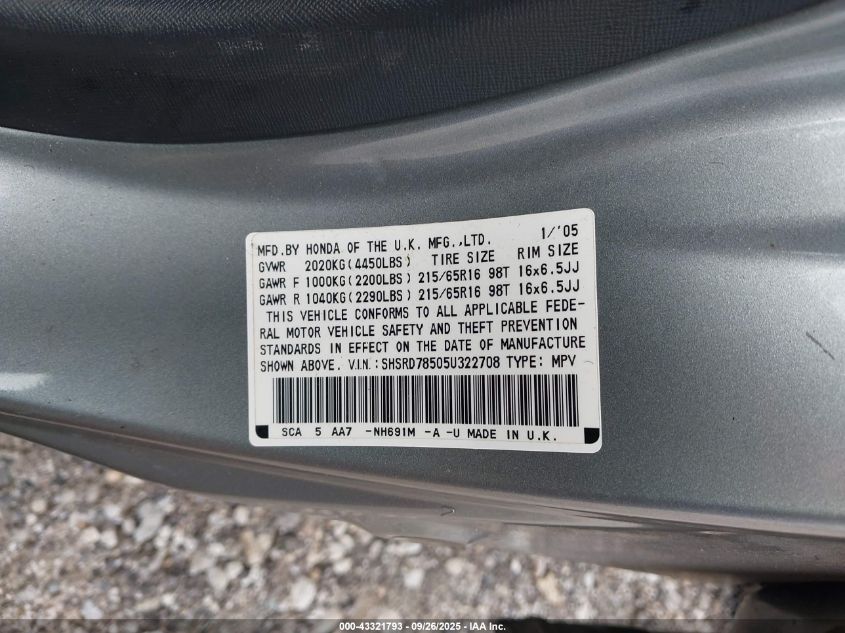 MFD.BY HONDA OF THE U.K. MFG.,LTD. 1/'05
GVWR 2020KG(4450LBS) TIRE SIZE RIM SIZE
GAWR F 1000KG(2200LBS) 215/65R16 98T 16x6.5JJ
GAWR R 1040KG(2290LBS) 215/65R16 98T 16x6.5JJ
THIS VEHICLE CONFORMS TO ALL APPLICABLE FEDE-
RAL MOTOR VEHICLE SAFETY AND THEFT PREVENTION
STANDARDS IN EFFECT ON THE DATE OF MANUFACTURE
SHOWN ABOVE. V.I.N.: SHSRD78505U322708 TYPE: MPV
SCA 5 AA7 -NH691M -A -U MADE IN U.K.
000-43321793 - 09/26/2025 - IAA Inc.